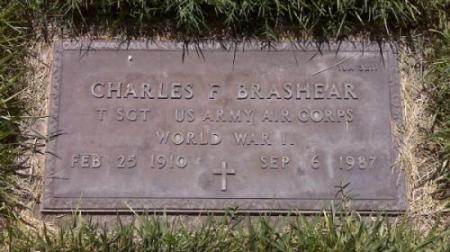 CHARLES F BRASHEAR
T SGT US ARMY AIR CORPS
WORLD WAR II
FEB 25 1910 SEP 6 1987